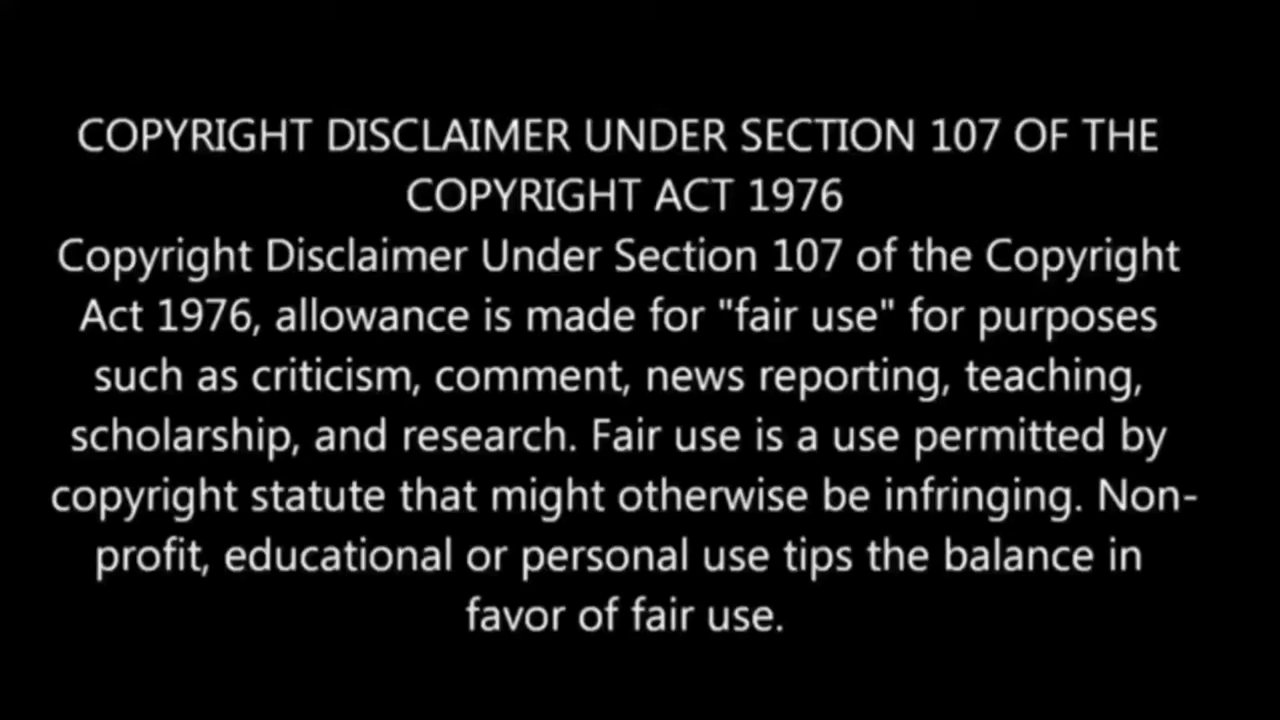 COPYRIGHT DISCLAIMER UNDER SECTION 107 OF THE
COPYRIGHT ACT 1976
Copyright Disclaimer Under Section 107 of the Copyright
Act 1976, allowance is made for "fair use" for purposes
such as criticism, comment, news reporting, teaching,
scholarship, and research. Fair use is a use permitted by
copyright statute that might otherwise be infringing. Non-
profit, educational or personal use tips the balance in
favor of fair use.